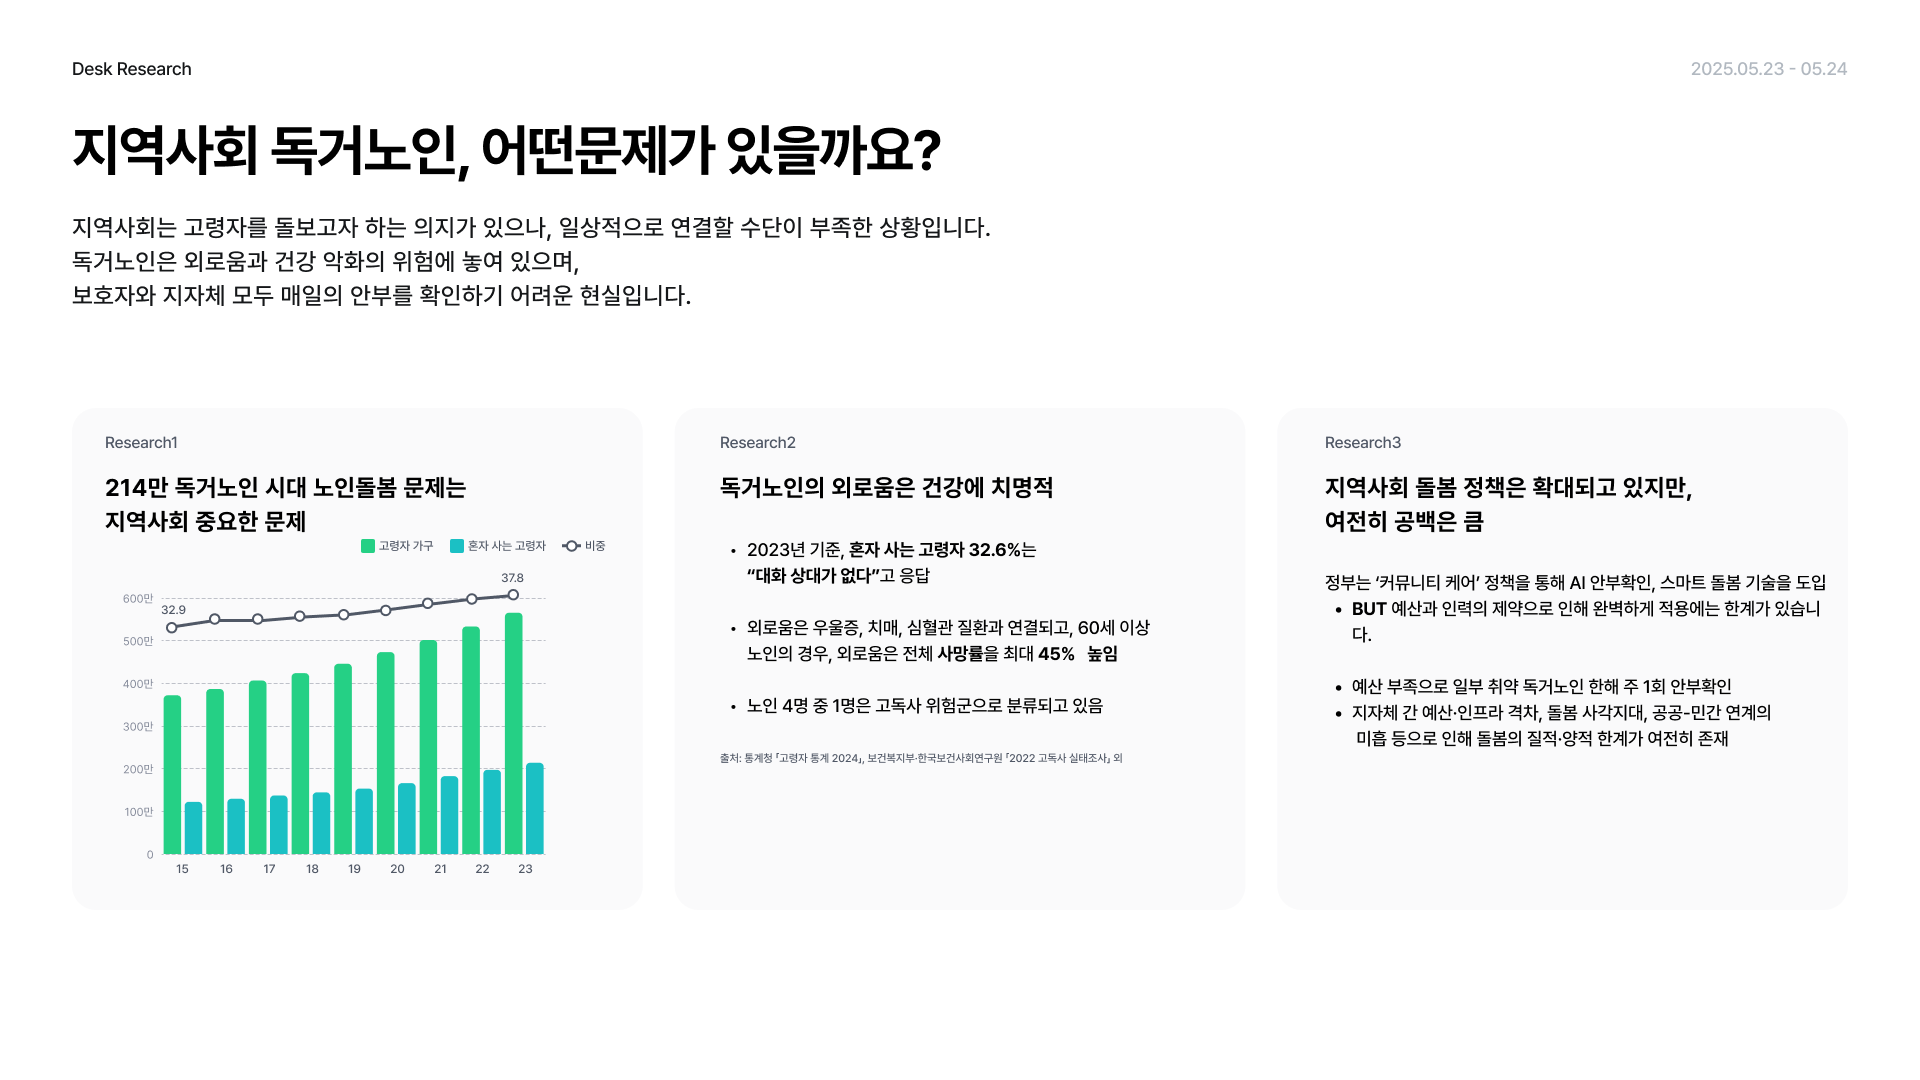 Desk Research
2025.05.23 - 05.24
지역사회 독거노인, 어떤문제가 있을까요?
지역사회는 고령자를 돌보고자 하는 의지가 있으나, 일상적으로 연결할 수단이 부족한 상황입니다.
독거노인은 외로움과 건강 악화의 위험에 놓여 있으며,
보호자와 지자체 모두 매일의 안부를 확인하기 어려운 현실입니다.
Research1
214만 독거노인 시대 노인돌봄 문제는
지역사회 중요한 문제
고령자 가구 혼자 사는 고령자 비중
37.8
32.9
600만
500만
400만
300만
200만
100만
0
15 16 17 18 19 20 21 22 23
Research2
독거노인의 외로움은 건강에 치명적
• 2023년 기준, 혼자 사는 고령자 32.6%는
“대화 상대가 없다”고 응답
• 외로움은 우울증, 치매, 심혈관 질환과 연결되고, 60세 이상
노인의 경우, 외로움은 전체 사망률을 최대 45% 높임
• 노인 4명 중 1명은 고독사 위험군으로 분류되고 있음
출처: 통계청 「고령자 통계 2024」, 보건복지부·한국보건사회연구원 「2022 고독사 실태조사」 외
Research3
지역사회 돌봄 정책은 확대되고 있지만,
여전히 공백은 큼
정부는 ‘커뮤니티 케어’ 정책을 통해 AI 안부확인, 스마트 돌봄 기술을 도입
• BUT 예산과 인력의 제약으로 인해 완벽하게 적용에는 한계가 있습니
다.
• 예산 부족으로 일부 취약 독거노인 한해 주 1회 안부확인
• 지자체 간 예산·인프라 격차, 돌봄 사각지대, 공공-민간 연계의
미흡 등으로 인해 돌봄의 질적·양적 한계가 여전히 존재